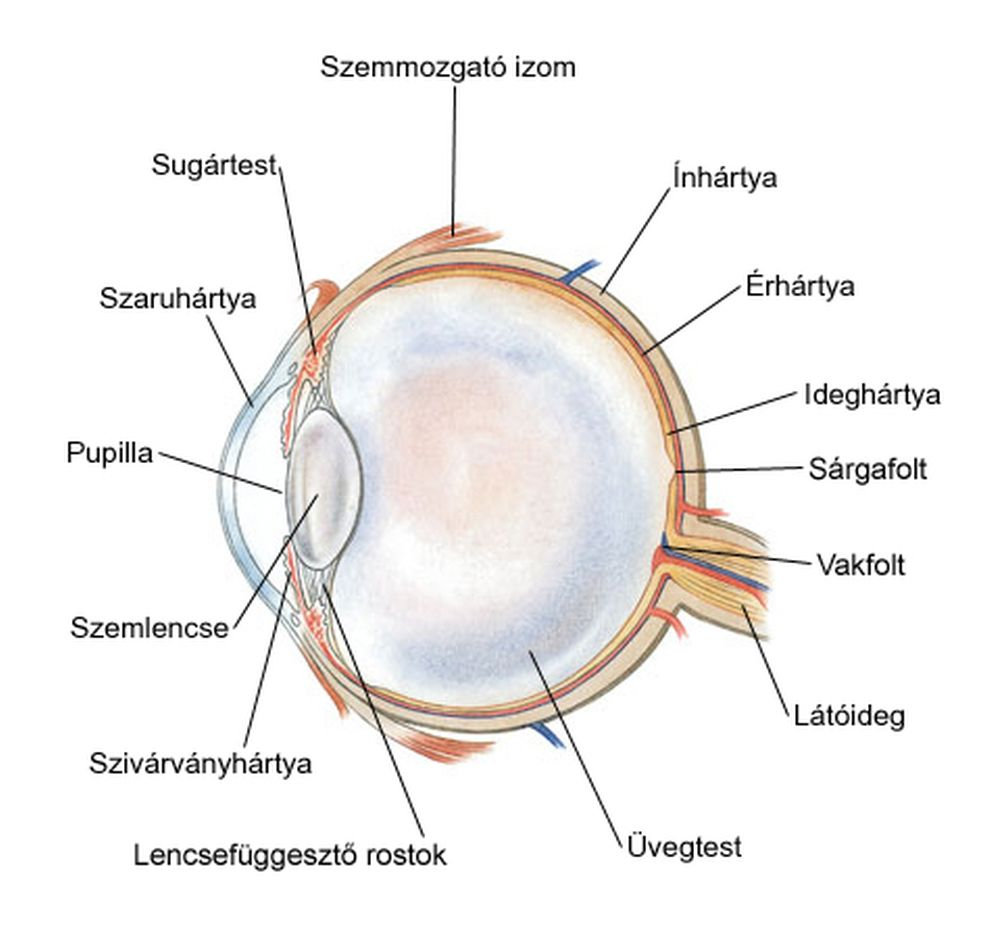 Szemmozgató izom
Sugártest
Ínhártya
Érhártya
Szaruhártya
Ideghártya
Pupilla
Sárgafolt
Vakfolt
Szemlencse
Látóideg
Szivárványhártya
Üvegtest
Lencsefüggesztő rostok